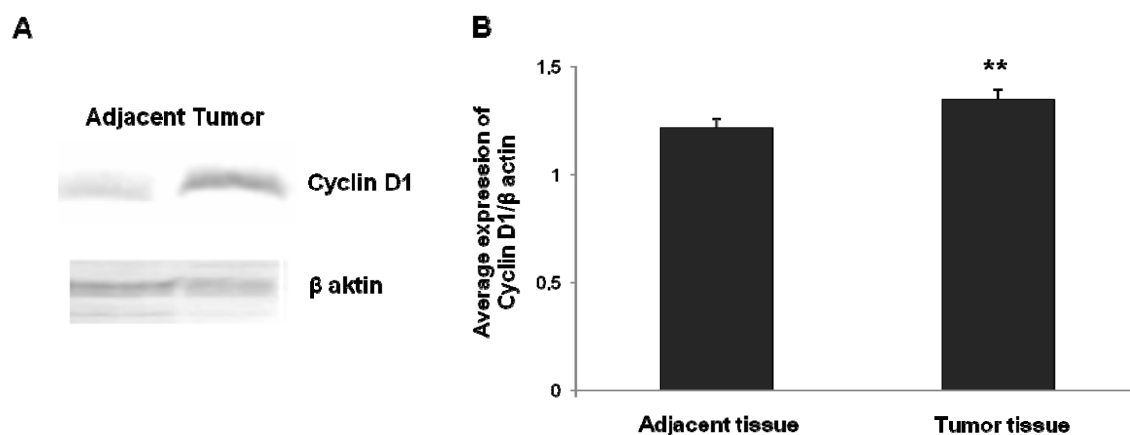 A
Adjacent Tumor
Cyclin D1
β aktin
B
Average expression of
Cyclin D1/β actin
1.5
1
0.5
0
**
Adjacent tissue
Tumor tissue